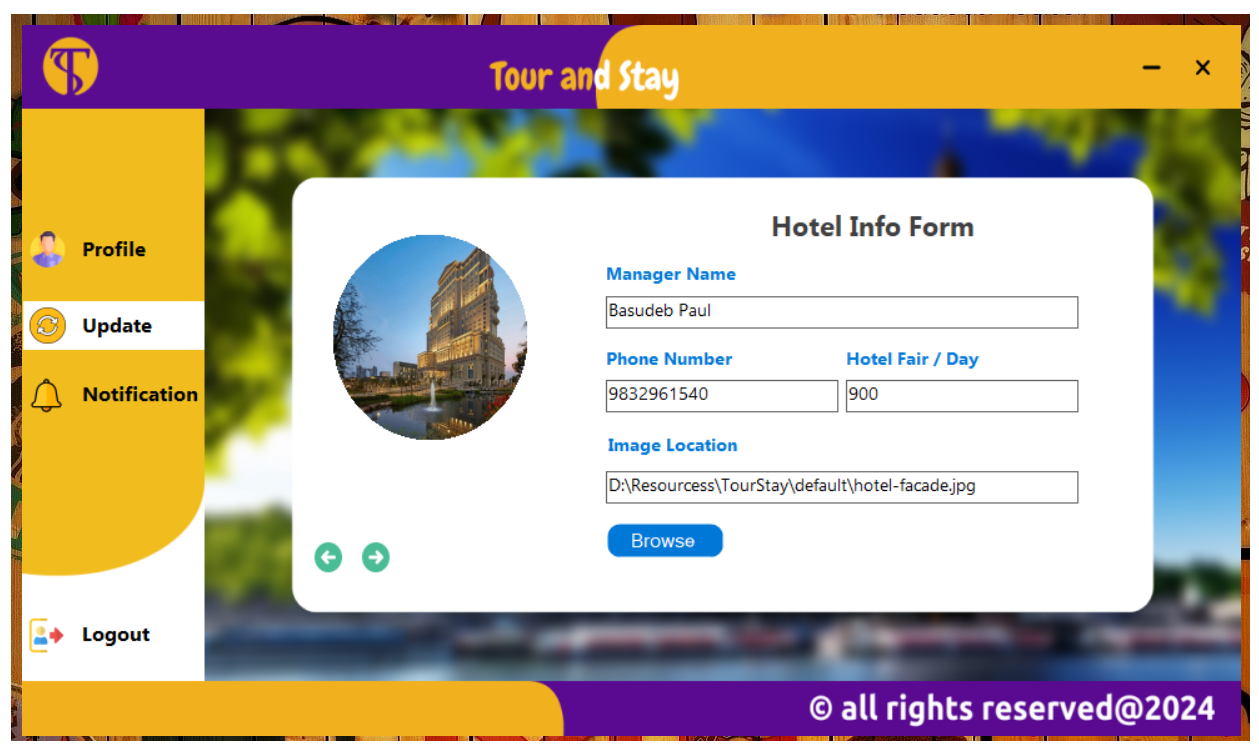 Tour and Stay
Profile
Update
Notification
Logout
Hotel Info Form
Manager Name
Basudeb Paul
Phone Number Hotel Fair / Day
9832961540 900
Image Location
D:\Resourcess\TourStay\default\hotel-facade.jpg
Browse
© all rights reserved@2024